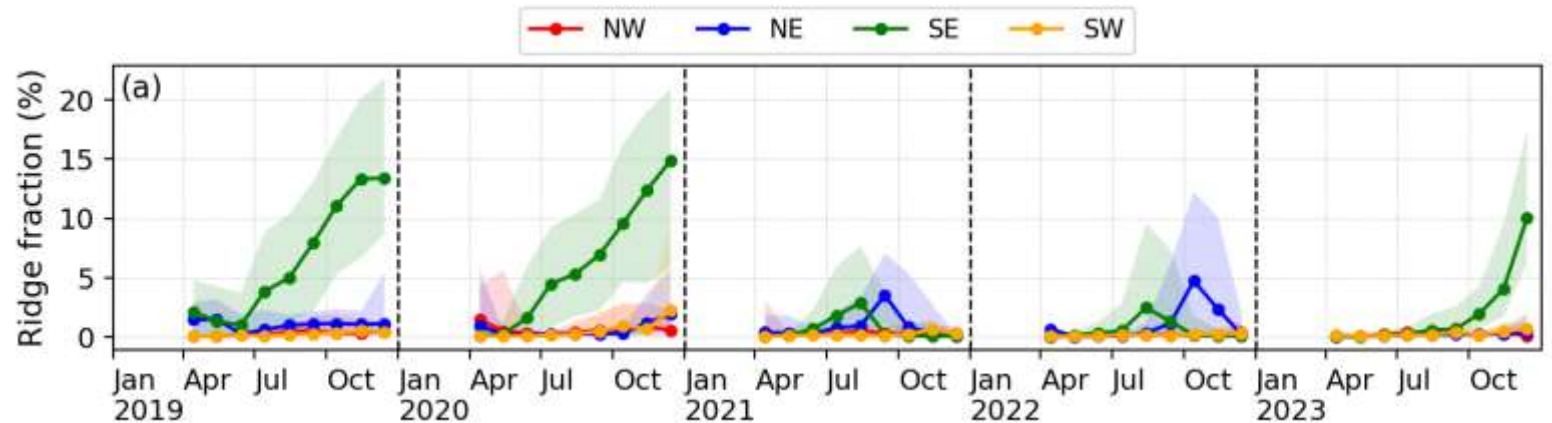 NW NE SE SW
(a)
Ridge fraction (%)
20
15
10
5
0
Jan Apr Jul Oct Jan Apr Jul Oct Jan Apr Jul Oct Jan Apr Jul Oct Jan Apr Jul Oct
2019 2020 2021 2022 2023